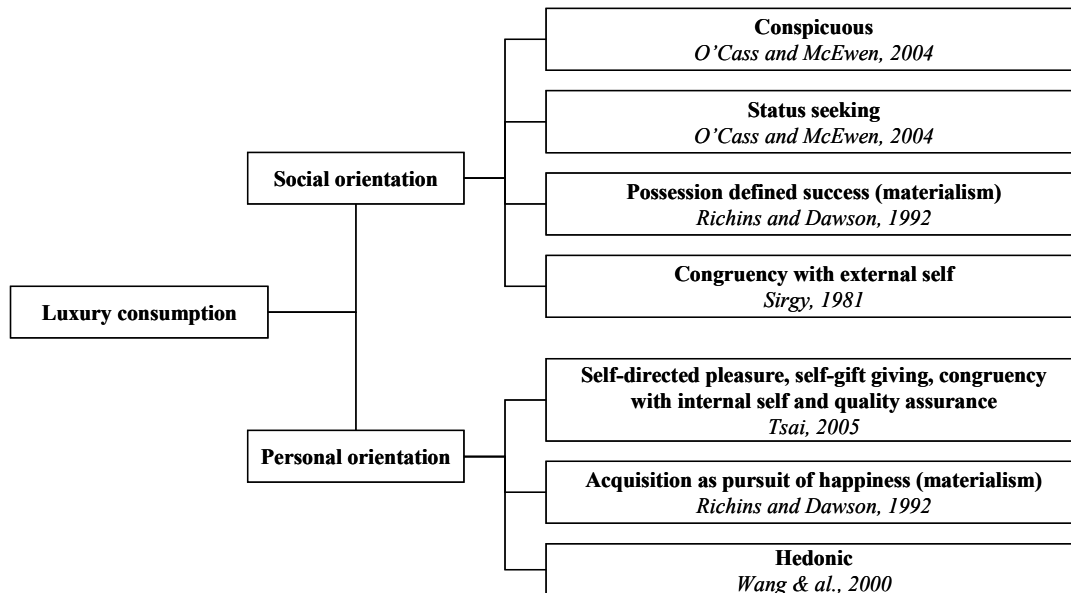 Conspicuous
O’Cass and McEwen, 2004
Status seeking
O’Cass and McEwen, 2004
Social orientation
Possession defined success (materialism)
Richins and Dawson, 1992
Congruency with external self
Sirgy, 1981
Luxury consumption
Self-directed pleasure, self-gift giving, congruency
with internal self and quality assurance
Tsai, 2005
Personal orientation
Acquisition as pursuit of happiness (materialism)
Richins and Dawson, 1992
Hedonic
Wang & al., 2000